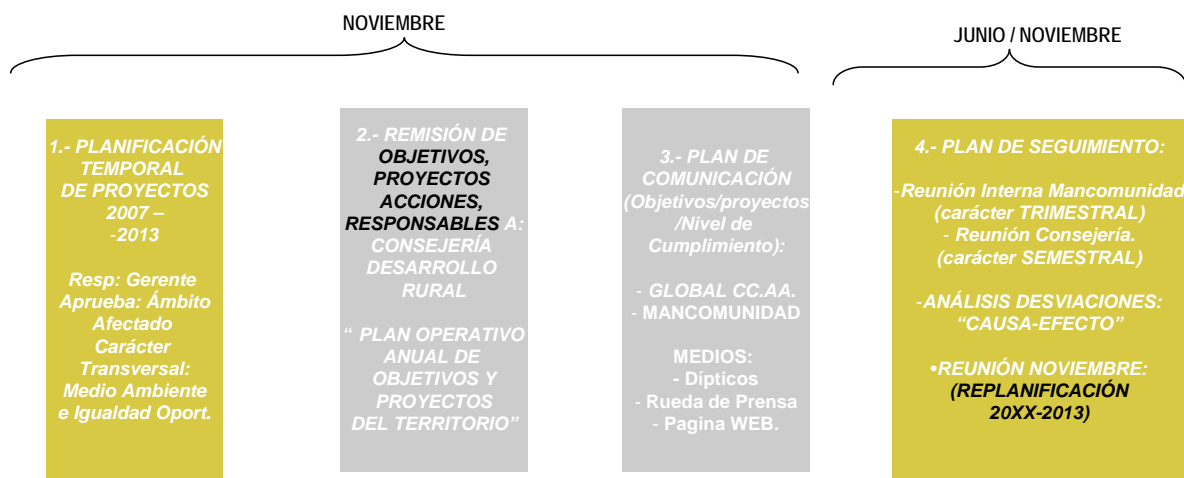 NOVIEMBRE
JUNIO / NOVIEMBRE
1.- PLANIFICACIÓN
TEMPORAL
DE PROYECTOS
2007 –
-2013
Resp: Gerente
Aprueba: Ámbito
Afectado
Carácter
Transversal:
Medio Ambiente
e Igualdad Oport.
2.- REMISIÓN DE
OBJETIVOS,
PROYECTOS
ACCIONES,
RESPONSABLES A:
CONSEJERÍA
DESARROLLO
RURAL
“ PLAN OPERATIVO
ANUAL DE
OBJETIVOS Y
PROYECTOS
DEL TERRITORIO”
3.- PLAN DE
COMUNICACIÓN
(Objetivos/proyectos
/Nivel de
Cumplimiento):
- GLOBAL CC.AA.
- MANCOMUNIDAD
MEDIOS:
- Dípticos
- Rueda de Prensa
- Pagina WEB.
4.- PLAN DE SEGUIMIENTO:
-Reunión Interna Mancomunidad
(carácter TRIMESTRAL)
- Reunión Consejería.
(carácter SEMESTRAL)
-ANÁLISIS DESVIACIONES:
“CAUSA-EFECTO”
•REUNIÓN NOVIEMBRE:
(REPLANIFICACIÓN
20XX-2013)